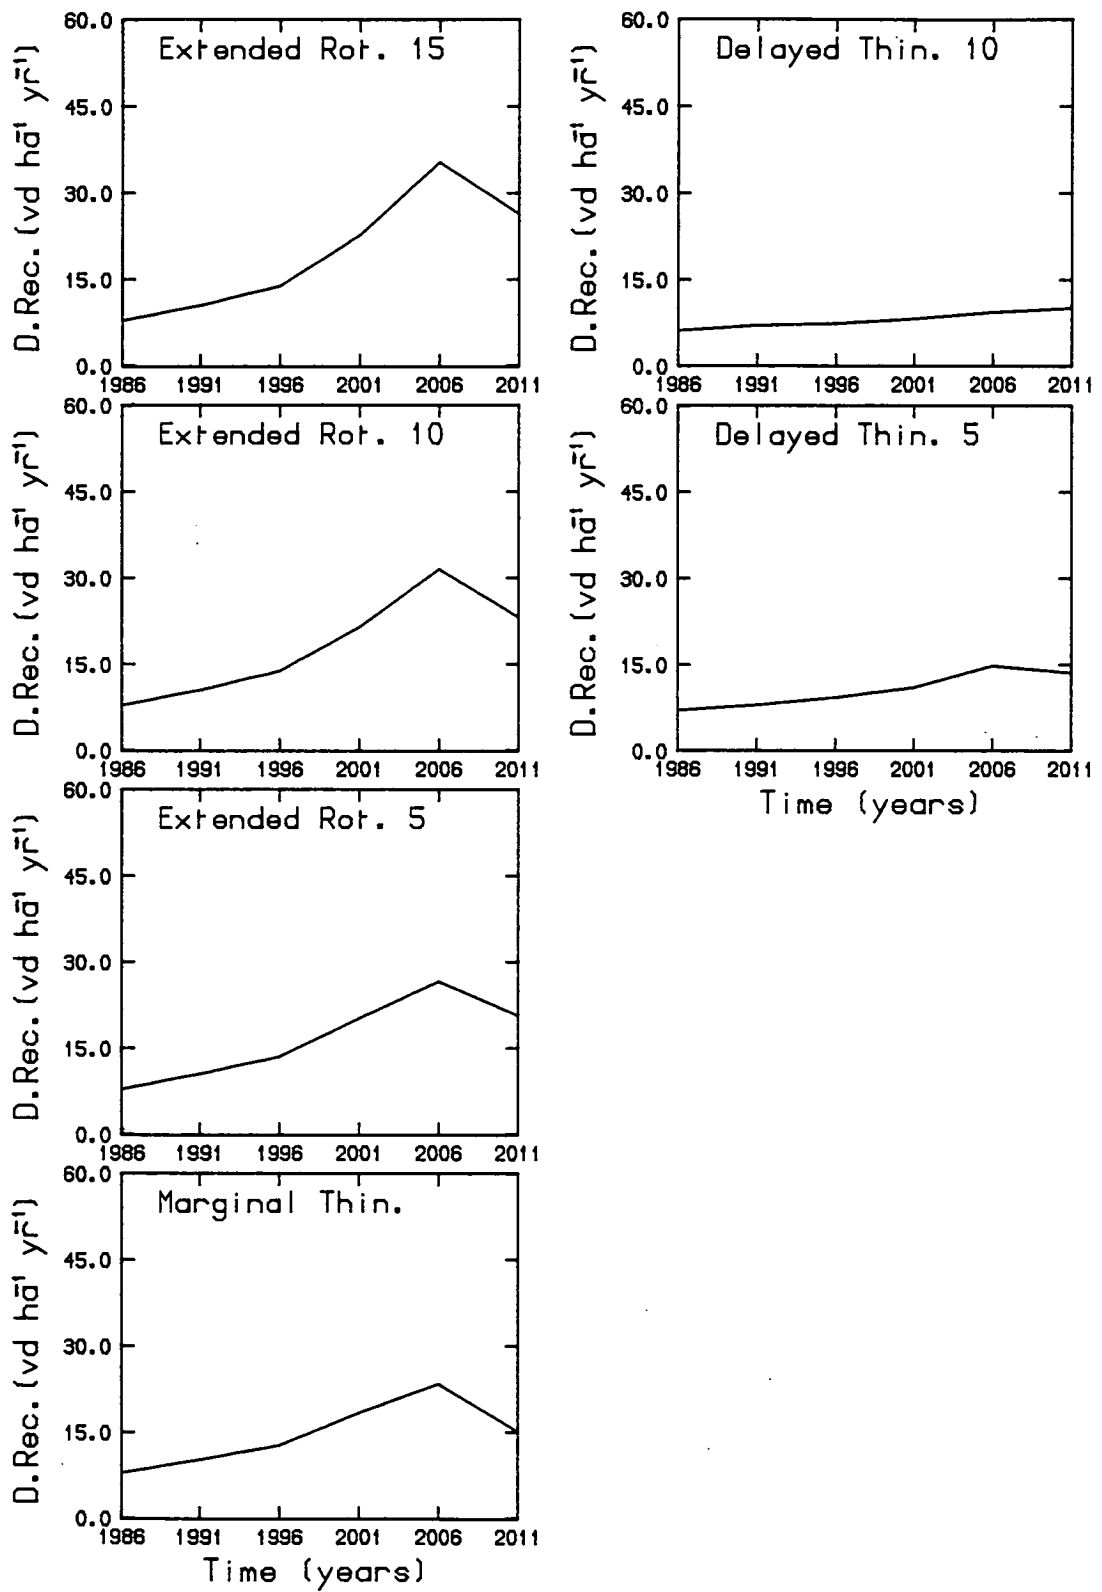 Extended Rot. 15
D.Rec. (vd ha⁻¹ yr⁻¹)
60.0
45.0
30.0
15.0
0.0
1986 1991 1996 2001 2006 2011
Delayed Thin. 10
D.Rec. (vd ha⁻¹ yr⁻¹)
60.0
45.0
30.0
15.0
0.0
1986 1991 1996 2001 2006 2011
Extended Rot. 10
D.Rec. (vd ha⁻¹ yr⁻¹)
60.0
45.0
30.0
15.0
0.0
1986 1991 1996 2001 2006 2011
Delayed Thin. 5
D.Rec. (vd ha⁻¹ yr⁻¹)
60.0
45.0
30.0
15.0
0.0
1986 1991 1996 2001 2006 2011
Time (years)
Extended Rot. 5
D.Rec. (vd ha⁻¹ yr⁻¹)
60.0
45.0
30.0
15.0
0.0
1986 1991 1996 2001 2006 2011
Marginal Thin.
D.Rec. (vd ha⁻¹ yr⁻¹)
60.0
45.0
30.0
15.0
0.0
1986 1991 1996 2001 2006 2011
Time (years)